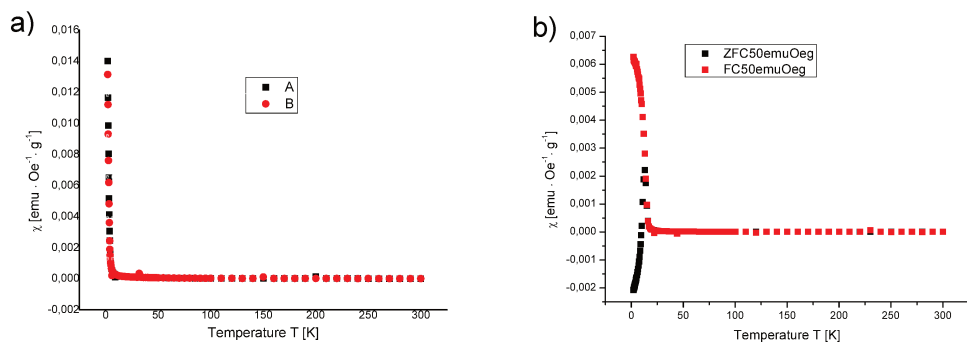 a)
0,016
0,014
0,012
0,010
0,008
0,006
0,004
0,002
0,000
-0,002
χ [emu · Oe⁻¹· g⁻¹]
A
B
0 50 100 150 200 250 300
Temperature T [K]
b)
0,007
0,006
0,005
0,004
0,003
0,002
0,001
0,000
-0,001
-0,002
χ [emu · Oe⁻¹· g⁻¹]
ZFC50emuOeg
FC50emuOeg
0 50 100 150 200 250 300
Temperature T [K]